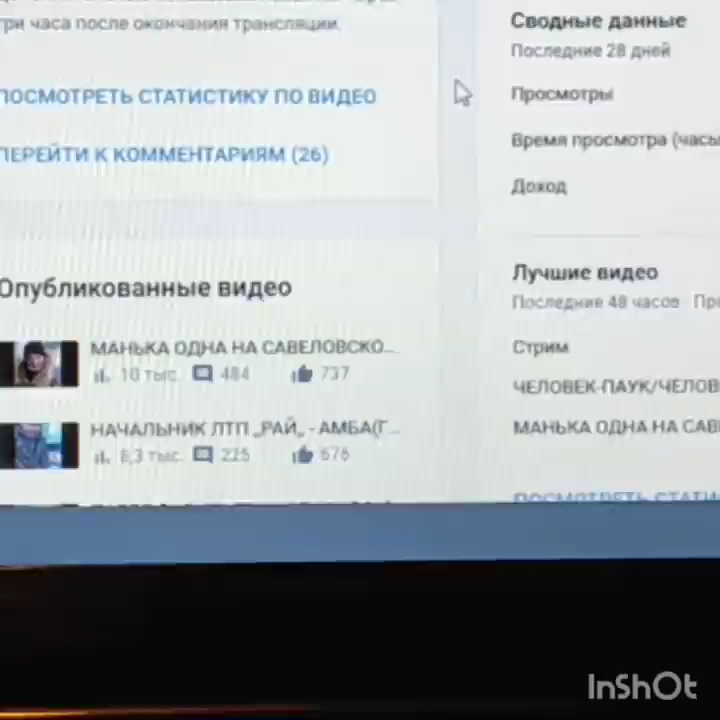 три часа после окончания трансляции.
ПОСМОТРЕТЬ СТАТИСТИКУ ПО ВИДЕО
ПЕРЕЙТИ К КОММЕНТАРИЯМ (26)
Опубликованные видео
МАНЬКА ОДНА НА САВЕЛОВСКО...
10 тыс. 484 737
НАЧАЛЬНИК ЛТП „РАЙ„ - АМБА(Г...
6,3 тыс. 225 676
Сводные данные
Последние 28 дней
Просмотры
Время просмотра (часы
Доход
Лучшие видео
Последние 48 часов · Пр
Стрим
ЧЕЛОВЕК-ПАУК/ЧЕЛОВ
МАНЬКА ОДНА НА САВ
ПОСМОТРЕТЬ СТАТИ
InShOt